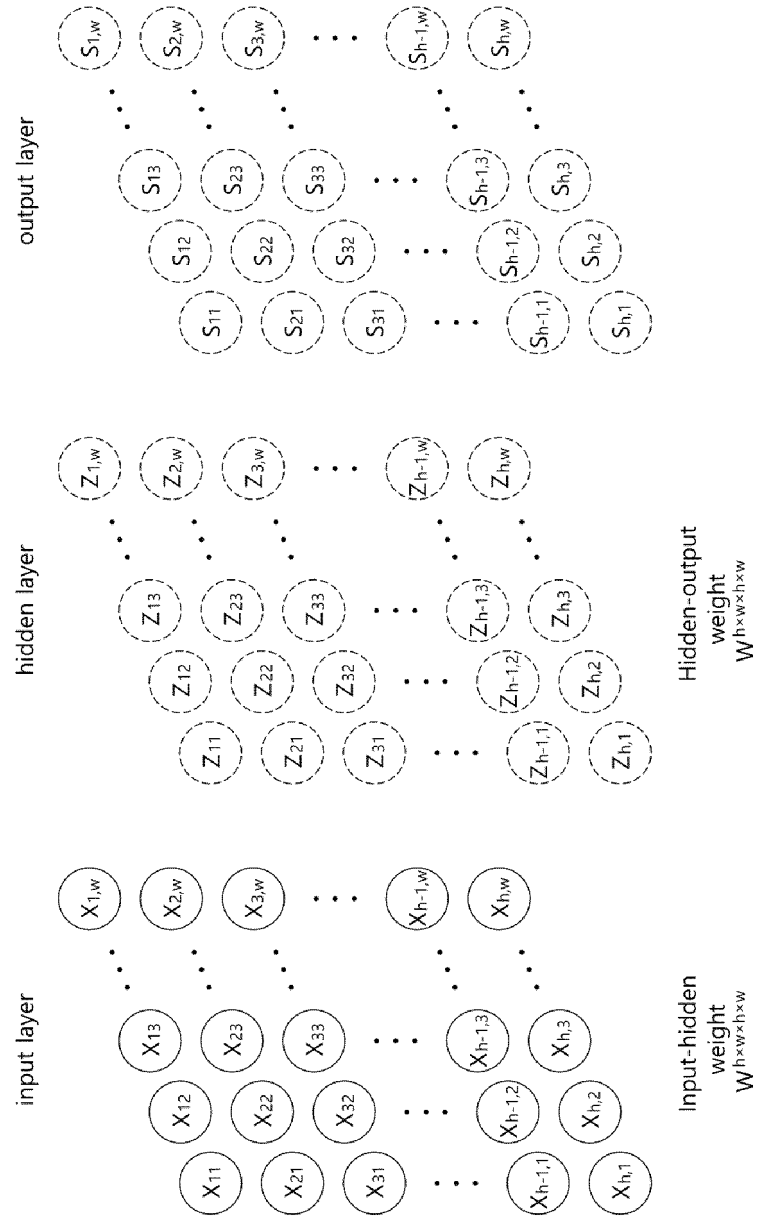 input layer
hidden layer
output layer
X1,w
X2,w
X3,w
...
Xh-1,w
Xh,w
X13
X23
X33
...
Xh-1,3
Xh,3
X12
X22
X32
...
Xh-1,2
Xh,2
X11
X21
X31
...
Xh-1,1
Xh,1
Z1,w
Z2,w
Z3,w
...
Zh-1,w
Zh,w
Z13
Z23
Z33
...
Zh-1,3
Zh,3
Z12
Z22
Z32
...
Zh-1,2
Zh,2
Z11
Z21
Z31
...
Zh-1,1
Zh,1
S1,w
S2,w
S3,w
...
Sh-1,w
Sh,w
S13
S23
S33
...
Sh-1,3
Sh,3
S12
S22
S32
...
Sh-1,2
Sh,2
S11
S21
S31
...
Sh-1,1
Sh,1
Input-hidden
weight
W h×w×h×w
Hidden-output
weight
W h×w×h×w